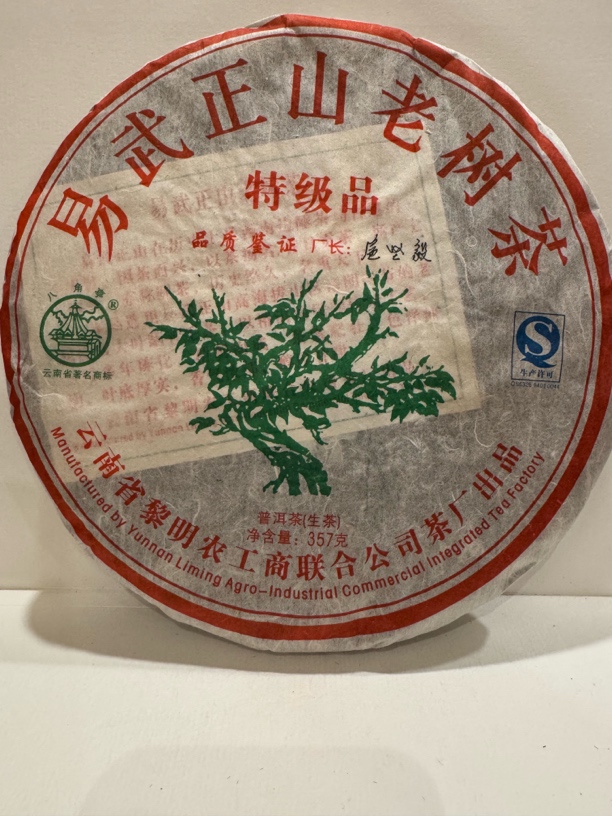 易武正山老树茶
特级品
品质鉴证 厂长:
八角亭®
云南省著名商标
生产许可
普洱茶(生茶)
净含量: 357克
云南省黎明农工商联合公司茶厂出品
Manufactured by Yunnan Liming Agro-Industrial Commercial Integrated Tea Factory